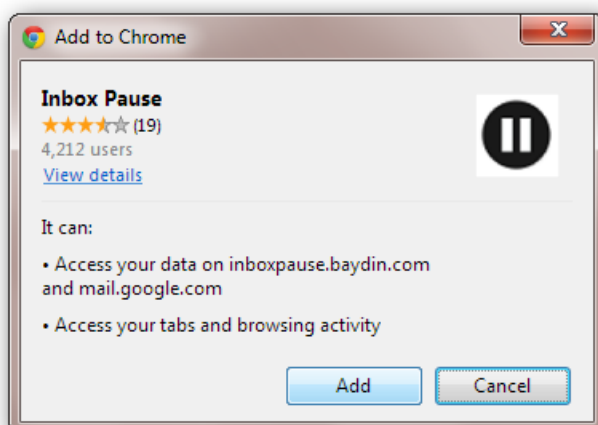 Add to Chrome
Inbox Pause
(19)
4,212 users
View details
It can:
• Access your data on inboxpause.baydin.com
and mail.google.com
• Access your tabs and browsing activity
Add
Cancel